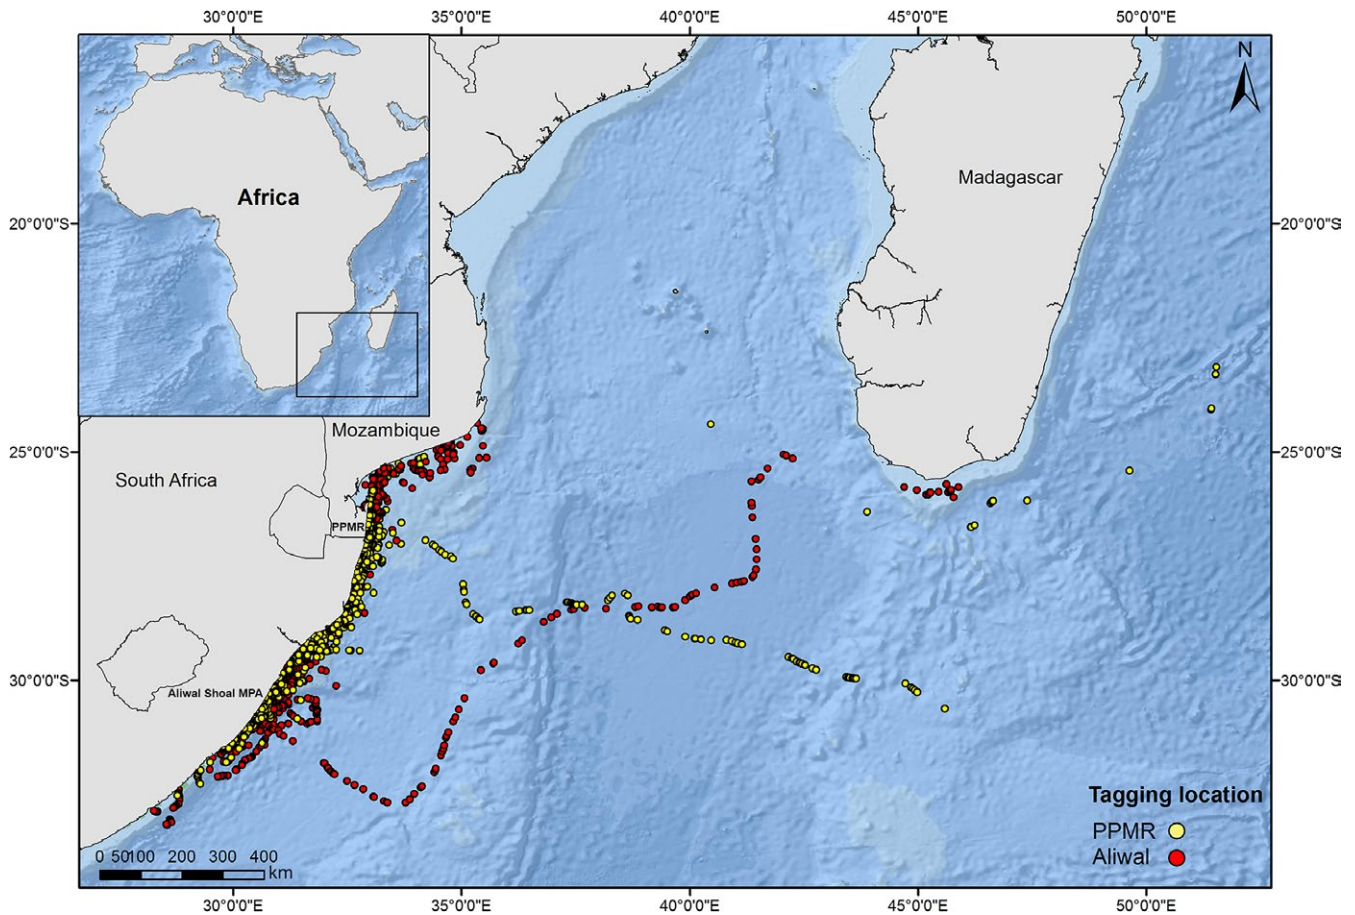 30°0'0"E 35°0'0"E 40°0'0"E 45°0'0"E 50°0'0"E
N
Africa
Madagascar
20°0'0"S 20°0'0"S
Mozambique
25°0'0"S 25°0'0"S
South Africa
PPMR
30°0'0"S 30°0'0"S
Aliwal Shoal MPA
Tagging location
PPMR
Aliwal
0 50100 200 300 400
km
30°0'0"E 35°0'0"E 40°0'0"E 45°0'0"E 50°0'0"E